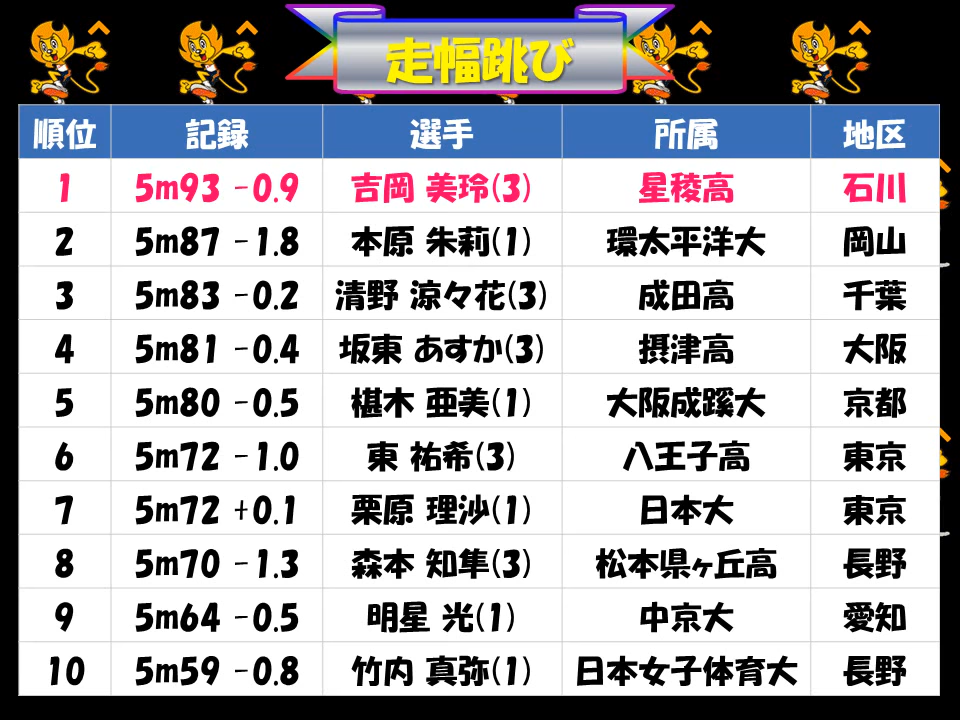 走幅跳び
順位 記録 選手 所属 地区
1 5m93 -0.9 吉岡 美玲(3) 星稜高 石川
2 5m87 -1.8 本原 朱莉(1) 環太平洋大 岡山
3 5m83 -0.2 清野 涼々花(3) 成田高 千葉
4 5m81 -0.4 坂東 あすか(3) 摂津高 大阪
5 5m80 -0.5 椹木 亜美(1) 大阪成蹊大 京都
6 5m72 -1.0 東 祐希(3) 八王子高 東京
7 5m72 +0.1 栗原 理沙(1) 日本大 東京
8 5m70 -1.3 森本 知隼(3) 松本県ヶ丘高 長野
9 5m64 -0.5 明星 光(1) 中京大 愛知
10 5m59 -0.8 竹内 真弥(1) 日本女子体育大 長野